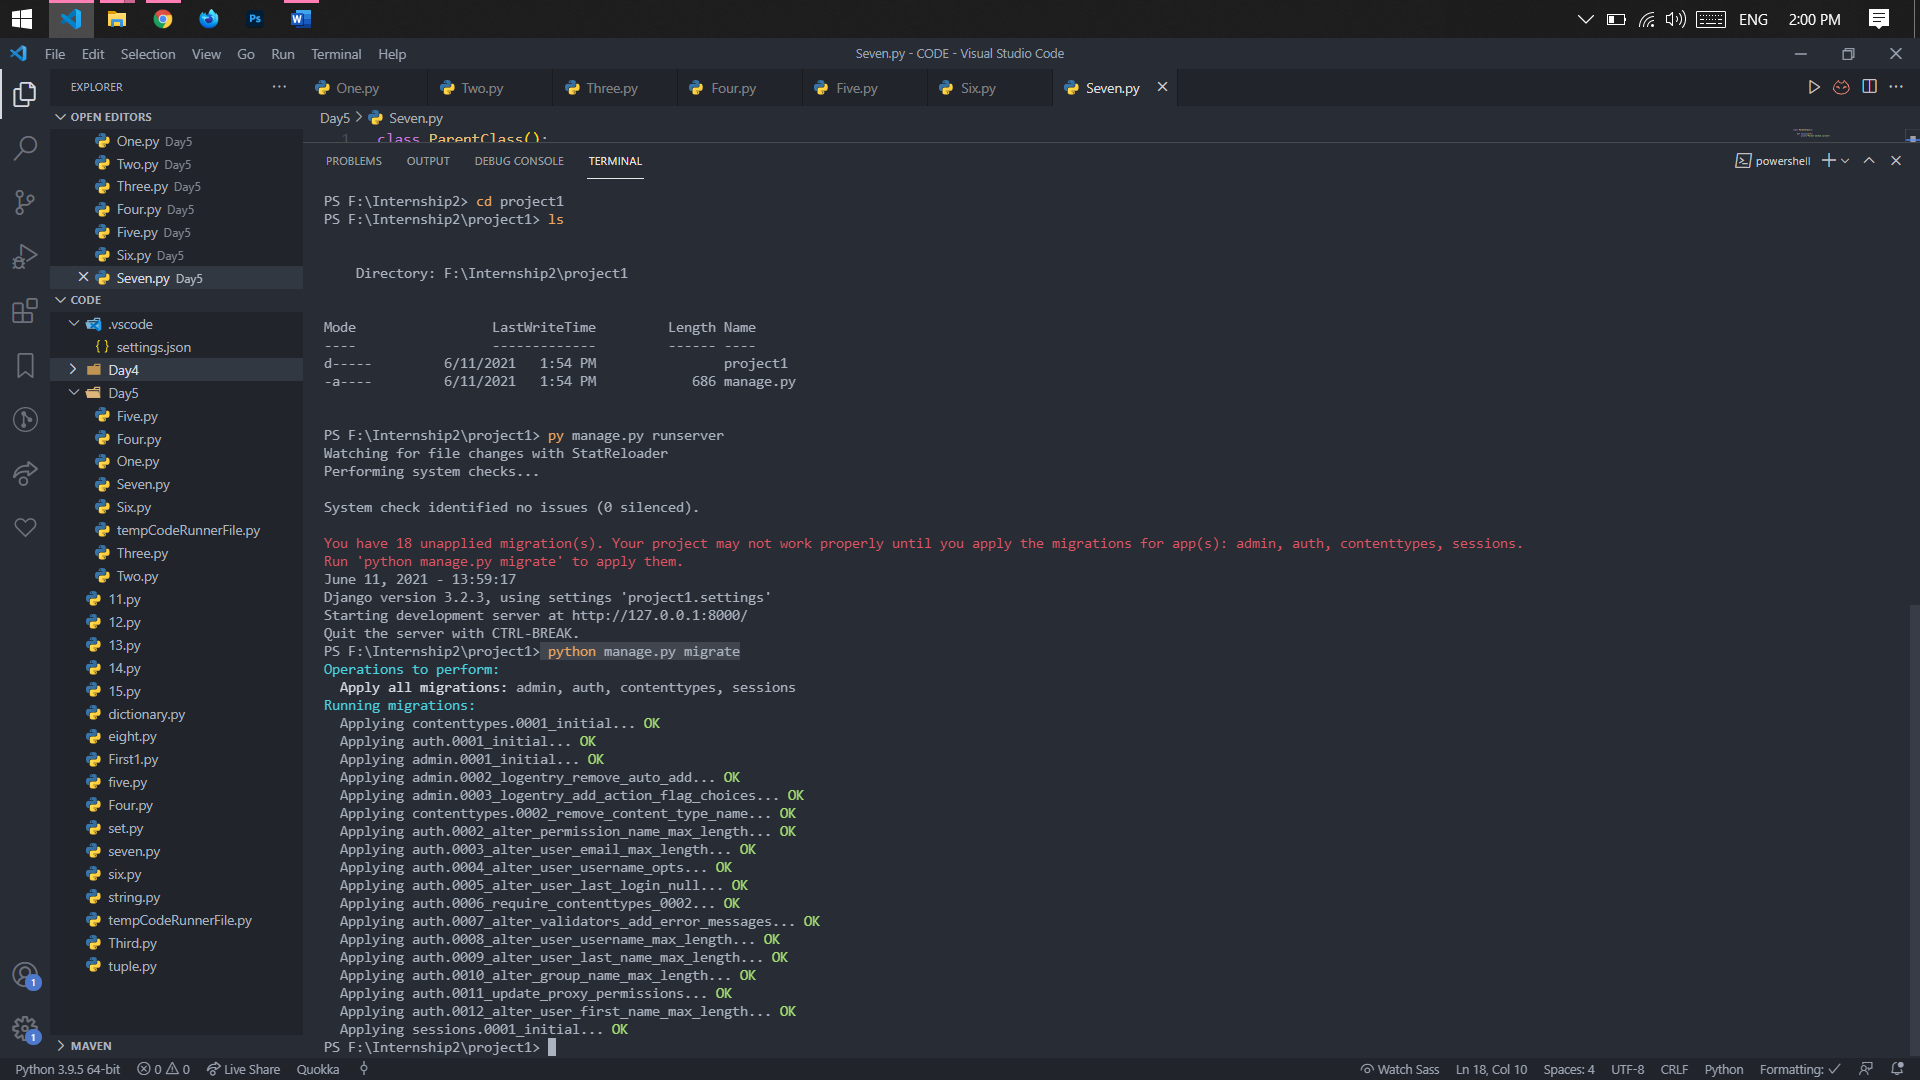 Ps
W
ENG
2:00 PM
File Edit Selection View Go Run Terminal Help
Seven.py - CODE - Visual Studio Code
EXPLORER
One.py
Two.py
Three.py
Four.py
Five.py
Six.py
Seven.py
OPEN EDITORS
One.py Day5
Two.py Day5
Three.py Day5
Four.py Day5
Five.py Day5
Six.py Day5
Seven.py Day5
CODE
.vscode
{} settings.json
Day4
Day5
Five.py
Four.py
One.py
Seven.py
Six.py
tempCodeRunnerFile.py
Three.py
Two.py
11.py
12.py
13.py
14.py
15.py
dictionary.py
eight.py
First1.py
five.py
Four.py
set.py
seven.py
six.py
string.py
tempCodeRunnerFile.py
Third.py
tuple.py
MAVEN
1
1
Day5 > Seven.py
1 class ParentClass():
PROBLEMS OUTPUT DEBUG CONSOLE TERMINAL
powershell
PS F:\Internship2> cd project1
PS F:\Internship2\project1> ls
Directory: F:\Internship2\project1
Mode LastWriteTime Length Name
---- ------------- ------ ----
d----- 6/11/2021 1:54 PM project1
-a---- 6/11/2021 1:54 PM 686 manage.py
PS F:\Internship2\project1> py manage.py runserver
Watching for file changes with StatReloader
Performing system checks...
System check identified no issues (0 silenced).
You have 18 unapplied migration(s). Your project may not work properly until you apply the migrations for app(s): admin, auth, contenttypes, sessions.
Run 'python manage.py migrate' to apply them.
June 11, 2021 - 13:59:17
Django version 3.2.3, using settings 'project1.settings'
Starting development server at http://127.0.0.1:8000/
Quit the server with CTRL-BREAK.
PS F:\Internship2\project1> python manage.py migrate
Operations to perform:
Apply all migrations: admin, auth, contenttypes, sessions
Running migrations:
Applying contenttypes.0001_initial... OK
Applying auth.0001_initial... OK
Applying admin.0001_initial... OK
Applying admin.0002_logentry_remove_auto_add... OK
Applying admin.0003_logentry_add_action_flag_choices... OK
Applying contenttypes.0002_remove_content_type_name... OK
Applying auth.0002_alter_permission_name_max_length... OK
Applying auth.0003_alter_user_email_max_length... OK
Applying auth.0004_alter_user_username_opts... OK
Applying auth.0005_alter_user_last_login_null... OK
Applying auth.0006_require_contenttypes_0002... OK
Applying auth.0007_alter_validators_add_error_messages... OK
Applying auth.0008_alter_user_username_max_length... OK
Applying auth.0009_alter_user_last_name_max_length... OK
Applying auth.0010_alter_group_name_max_length... OK
Applying auth.0011_update_proxy_permissions... OK
Applying auth.0012_alter_user_first_name_max_length... OK
Applying sessions.0001_initial... OK
PS F:\Internship2\project1>
Python 3.9.5 64-bit 0 0 Live Share Quokka
Watch Sass Ln 18, Col 10 Spaces: 4 UTF-8 CRLF Python Formatting: ✓